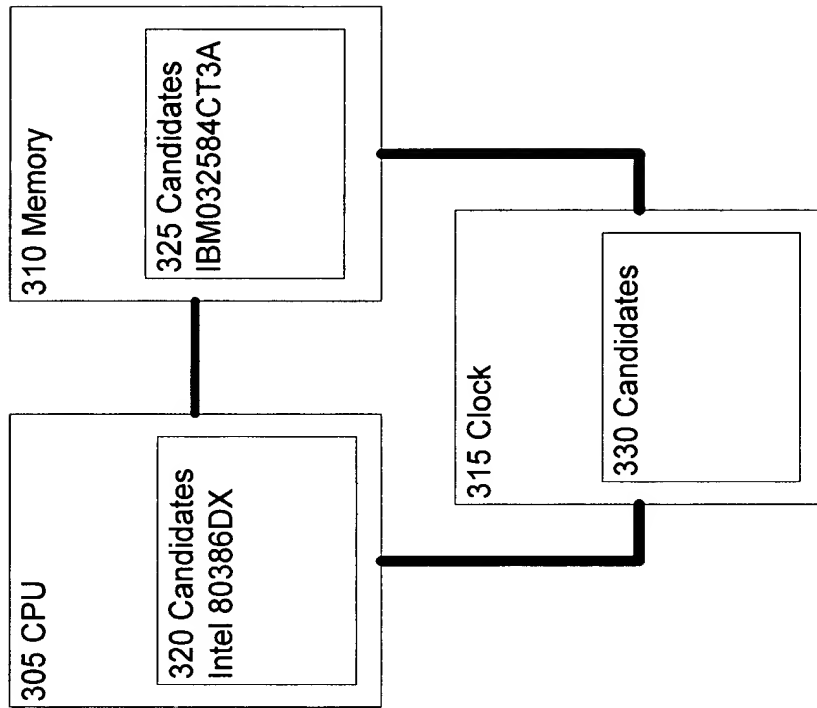 305 CPU
320 Candidates
Intel 80386DX
310 Memory
325 Candidates
IBM032584CT3A
315 Clock
330 Candidates